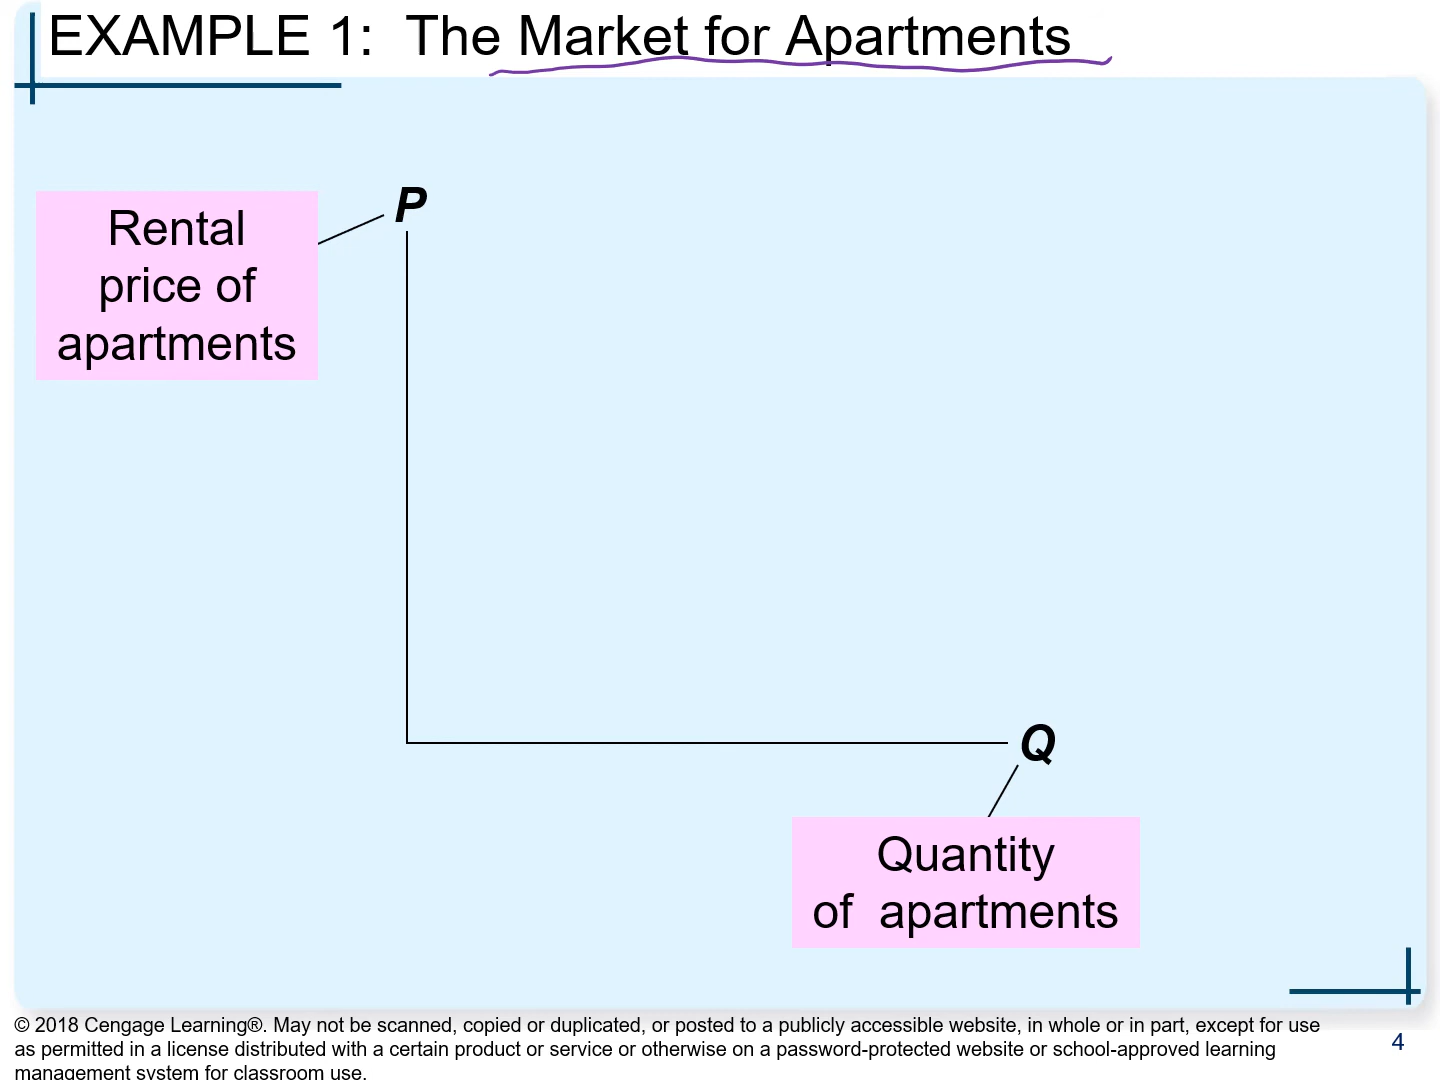 EXAMPLE 1:  The Market for Apartments
Rental
price of
apartments
P
Q
Quantity
of  apartments
© 2018 Cengage Learning®. May not be scanned, copied or duplicated, or posted to a publicly accessible website, in whole or in part, except for use
as permitted in a license distributed with a certain product or service or otherwise on a password-protected website or school-approved learning
management system for classroom use.
4